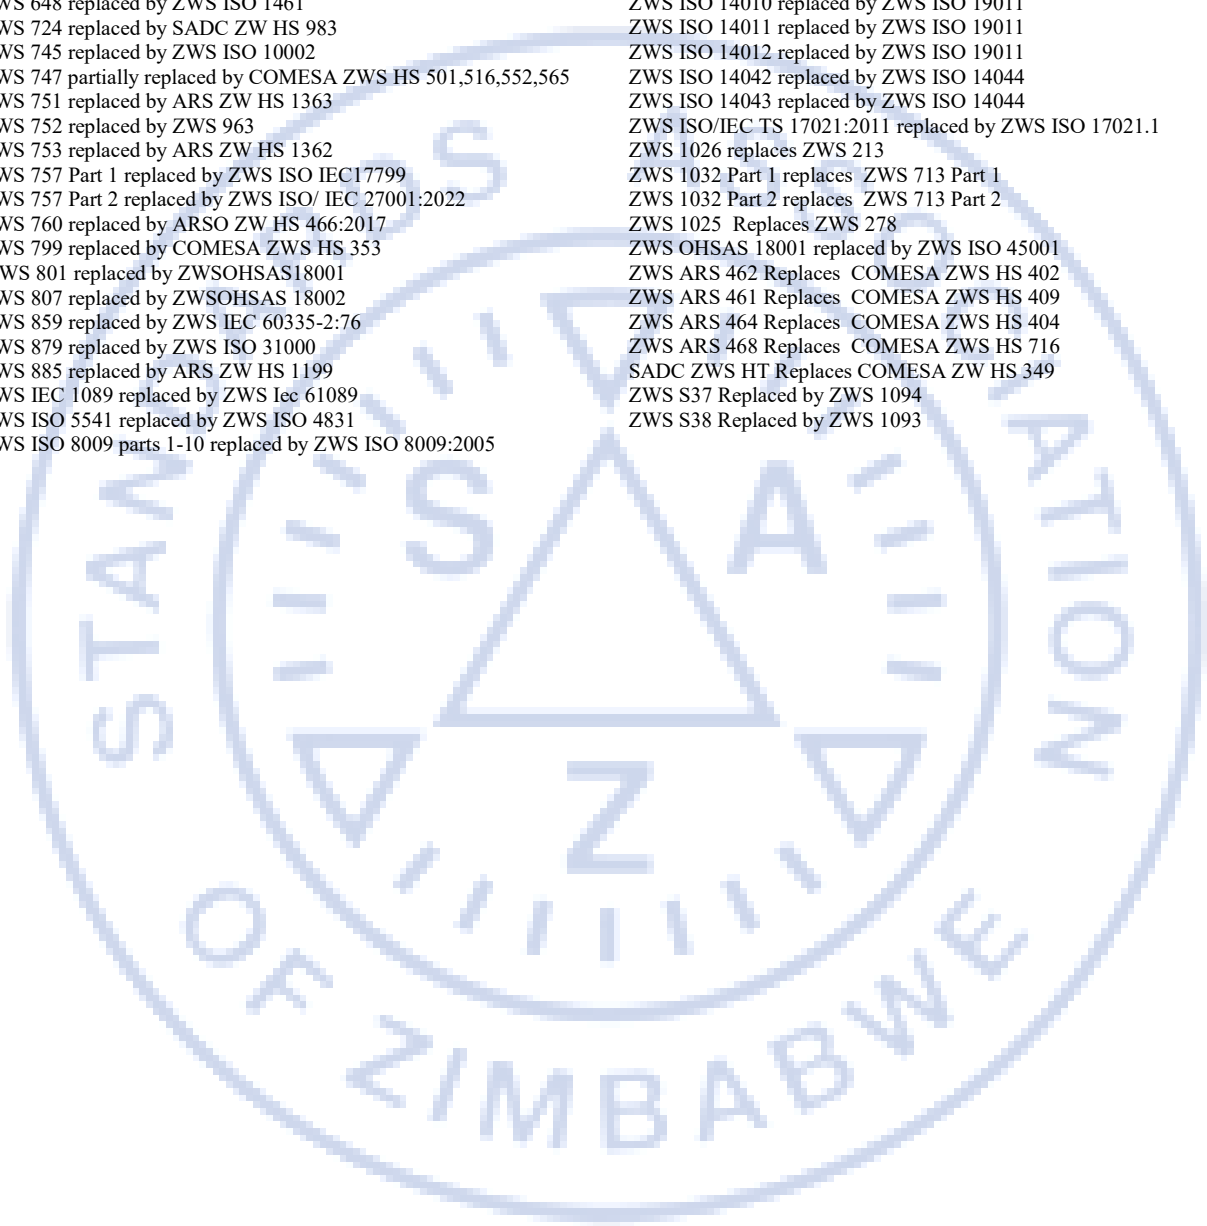 WS 648 replaced by ZWS ISO 1461
WS 724 replaced by SADC ZW HS 983
WS 745 replaced by ZWS ISO 10002
WS 747 partially replaced by COMESA ZWS HS 501,516,552,565
WS 751 replaced by ARS ZW HS 1363
WS 752 replaced by ZWS 963
WS 753 replaced by ARS ZW HS 1362
WS 757 Part 1 replaced by ZWS ISO IEC17799
WS 757 Part 2 replaced by ZWS ISO/ IEC 27001:2022
WS 760 replaced by ARSO ZW HS 466:2017
WS 799 replaced by COMESA ZWS HS 353
WS 801 replaced by ZWSOHSAS18001
WS 807 replaced by ZWSOHSAS 18002
WS 859 replaced by ZWS IEC 60335-2:76
WS 879 replaced by ZWS ISO 31000
WS 885 replaced by ARS ZW HS 1199
WS IEC 1089 replaced by ZWS Iec 61089
WS ISO 5541 replaced by ZWS ISO 4831
WS ISO 8009 parts 1-10 replaced by ZWS ISO 8009:2005
ZWS ISO 14010 replaced by ZWS ISO 19011
ZWS ISO 14011 replaced by ZWS ISO 19011
ZWS ISO 14012 replaced by ZWS ISO 19011
ZWS ISO 14042 replaced by ZWS ISO 14044
ZWS ISO 14043 replaced by ZWS ISO 14044
ZWS ISO/IEC TS 17021:2011 replaced by ZWS ISO 17021.1
ZWS 1026 replaces ZWS 213
ZWS 1032 Part 1 replaces  ZWS 713 Part 1
ZWS 1032 Part 2 replaces  ZWS 713 Part 2
ZWS 1025  Replaces ZWS 278
ZWS OHSAS 18001 replaced by ZWS ISO 45001
ZWS ARS 462 Replaces  COMESA ZWS HS 402
ZWS ARS 461 Replaces  COMESA ZWS HS 409
ZWS ARS 464 Replaces  COMESA ZWS HS 404
ZWS ARS 468 Replaces  COMESA ZWS HS 716
SADC ZWS HT Replaces COMESA ZW HS 349
ZWS S37 Replaced by ZWS 1094
ZWS S38 Replaced by ZWS 1093
STANDARDS ASSOCIATION
OF ZIMBABWE
S A
Z